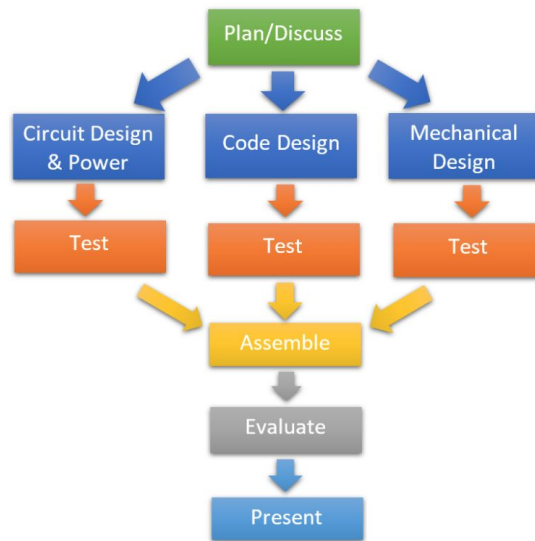 Plan/Discuss
Circuit Design
& Power
Code Design
Mechanical
Design
Test
Test
Test
Assemble
Evaluate
Present